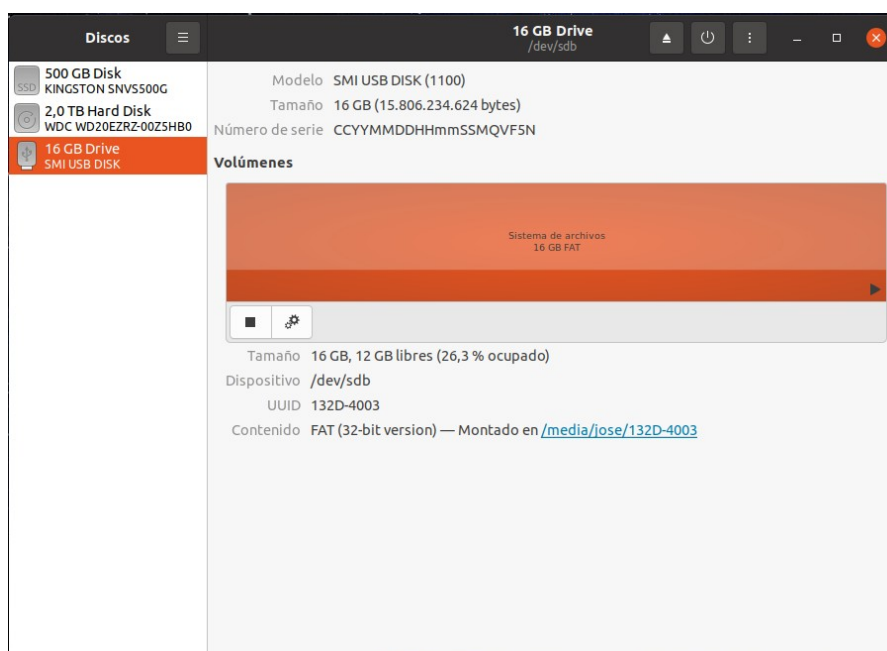 Discos
16 GB Drive
/dev/sdb
500 GB Disk
SSD
KINGSTON SNVS500G
2,0 TB Hard Disk
WDC WD20EZRZ-00Z5HB0
16 GB Drive
SMI USB DISK
Modelo SMI USB DISK (1100)
Tamaño 16 GB (15.806.234.624 bytes)
Número de serie CCYYMMDDHHmmSSMQVF5N
Volúmenes
Sistema de archivos
16 GB FAT
Tamaño 16 GB, 12 GB libres (26,3 % ocupado)
Dispositivo /dev/sdb
UUID 132D-4003
Contenido FAT (32-bit version) — Montado en /media/jose/132D-4003